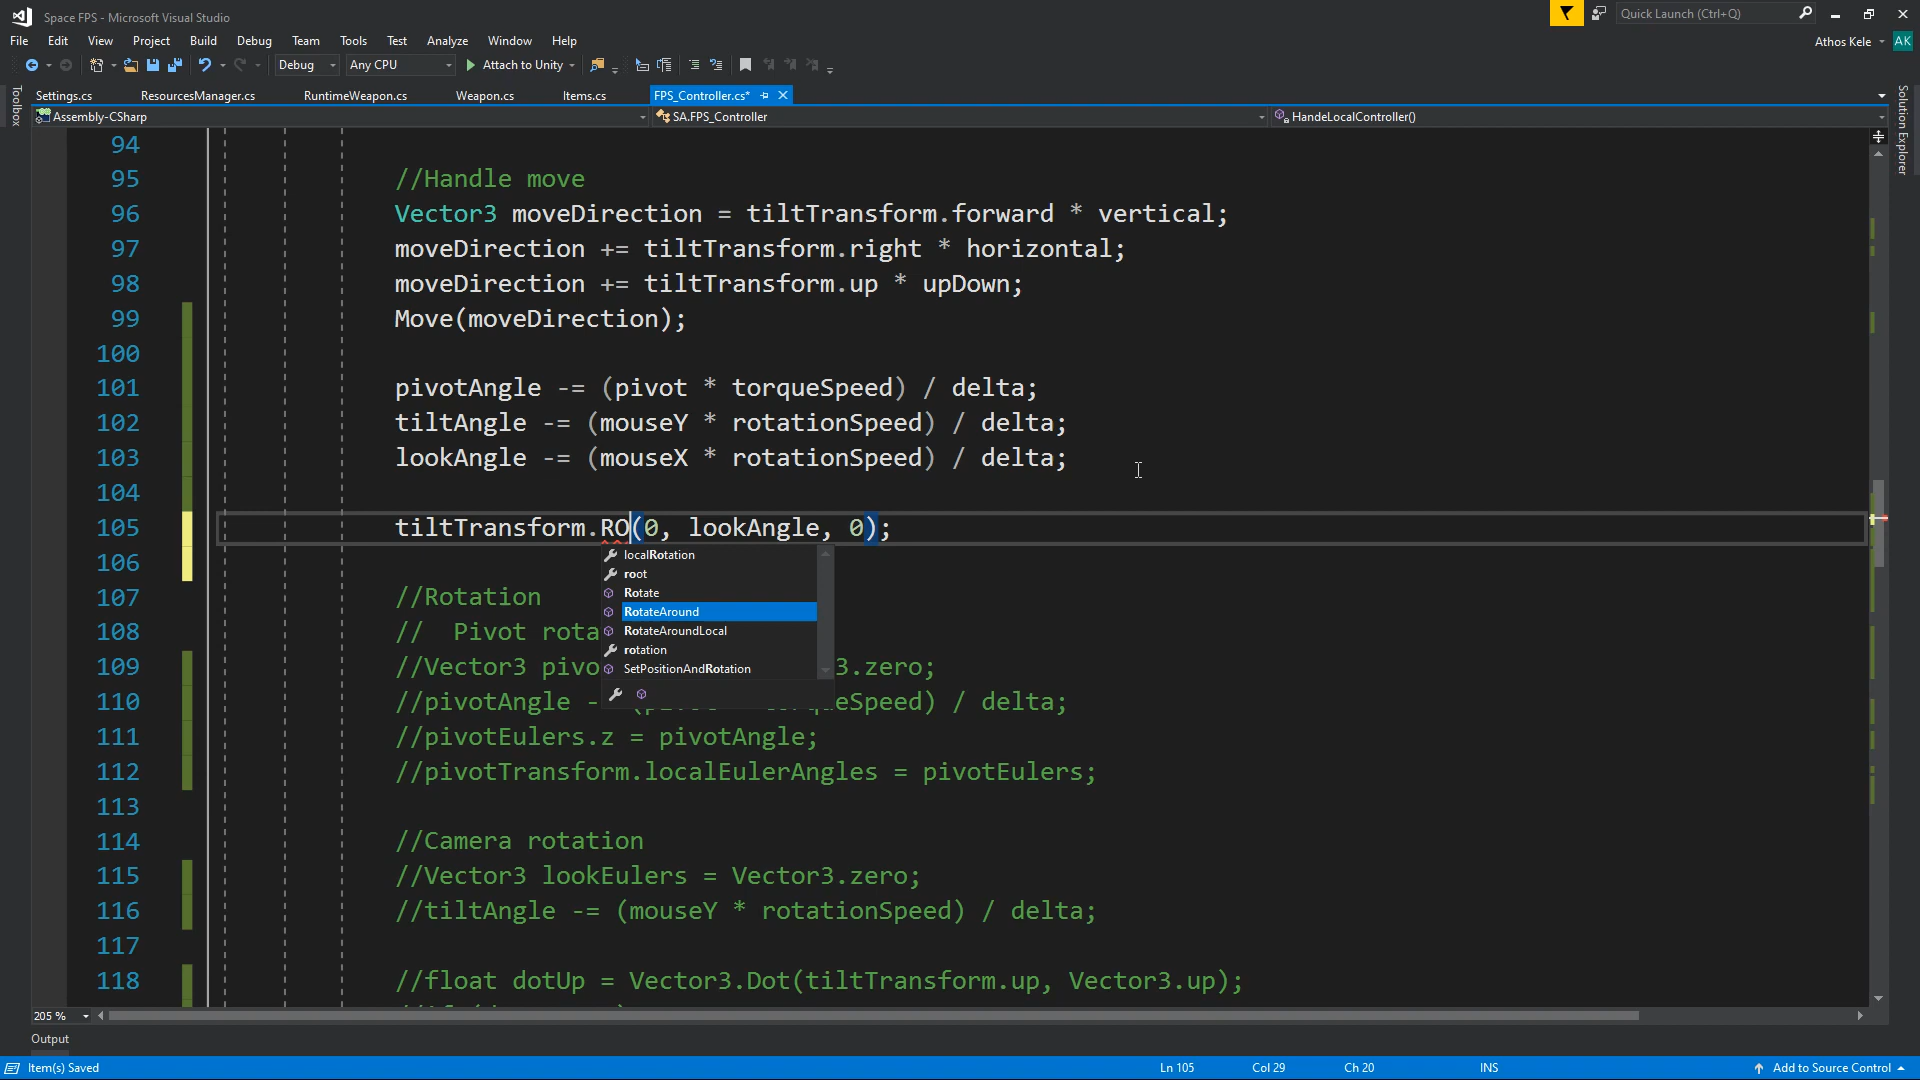 Space FPS - Microsoft Visual Studio
Quick Launch (Ctrl+Q)
File Edit View Project Build Debug Team Tools Test Analyze Window Help
Athos Kele AK
Debug Any CPU Attach to Unity
Toolbox
Settings.cs ResourcesManager.cs RuntimeWeapon.cs Weapon.cs Items.cs FPS_Controller.cs*
Solution Explorer
Assembly-CSharp SA.FPS_Controller HandeLocalController()
94
95 //Handle move
96 Vector3 moveDirection = tiltTransform.forward * vertical;
97 moveDirection += tiltTransform.right * horizontal;
98 moveDirection += tiltTransform.up * upDown;
99 Move(moveDirection);
100
101 pivotAngle -= (pivot * torqueSpeed) / delta;
102 tiltAngle -= (mouseY * rotationSpeed) / delta;
103 lookAngle -= (mouseX * rotationSpeed) / delta;
104
105 tiltTransform.RO(0, lookAngle, 0);
localRotation
106
root
Rotate
107 //Rotation
RotateAround
108 // Pivot rota
RotateAroundLocal
rotation
109 //Vector3 pivo 3.zero;
SetPositionAndRotation
110 //pivotAngle - queSpeed) / delta;
111 //pivotEulers.z = pivotAngle;
112 //pivotTransform.localEulerAngles = pivotEulers;
113
114 //Camera rotation
115 //Vector3 lookEulers = Vector3.zero;
116 //tiltAngle -= (mouseY * rotationSpeed) / delta;
117
118 //float dotUp = Vector3.Dot(tiltTransform.up, Vector3.up);
205 %
Output
Item(s) Saved Ln 105 Col 29 Ch 20 INS Add to Source Control